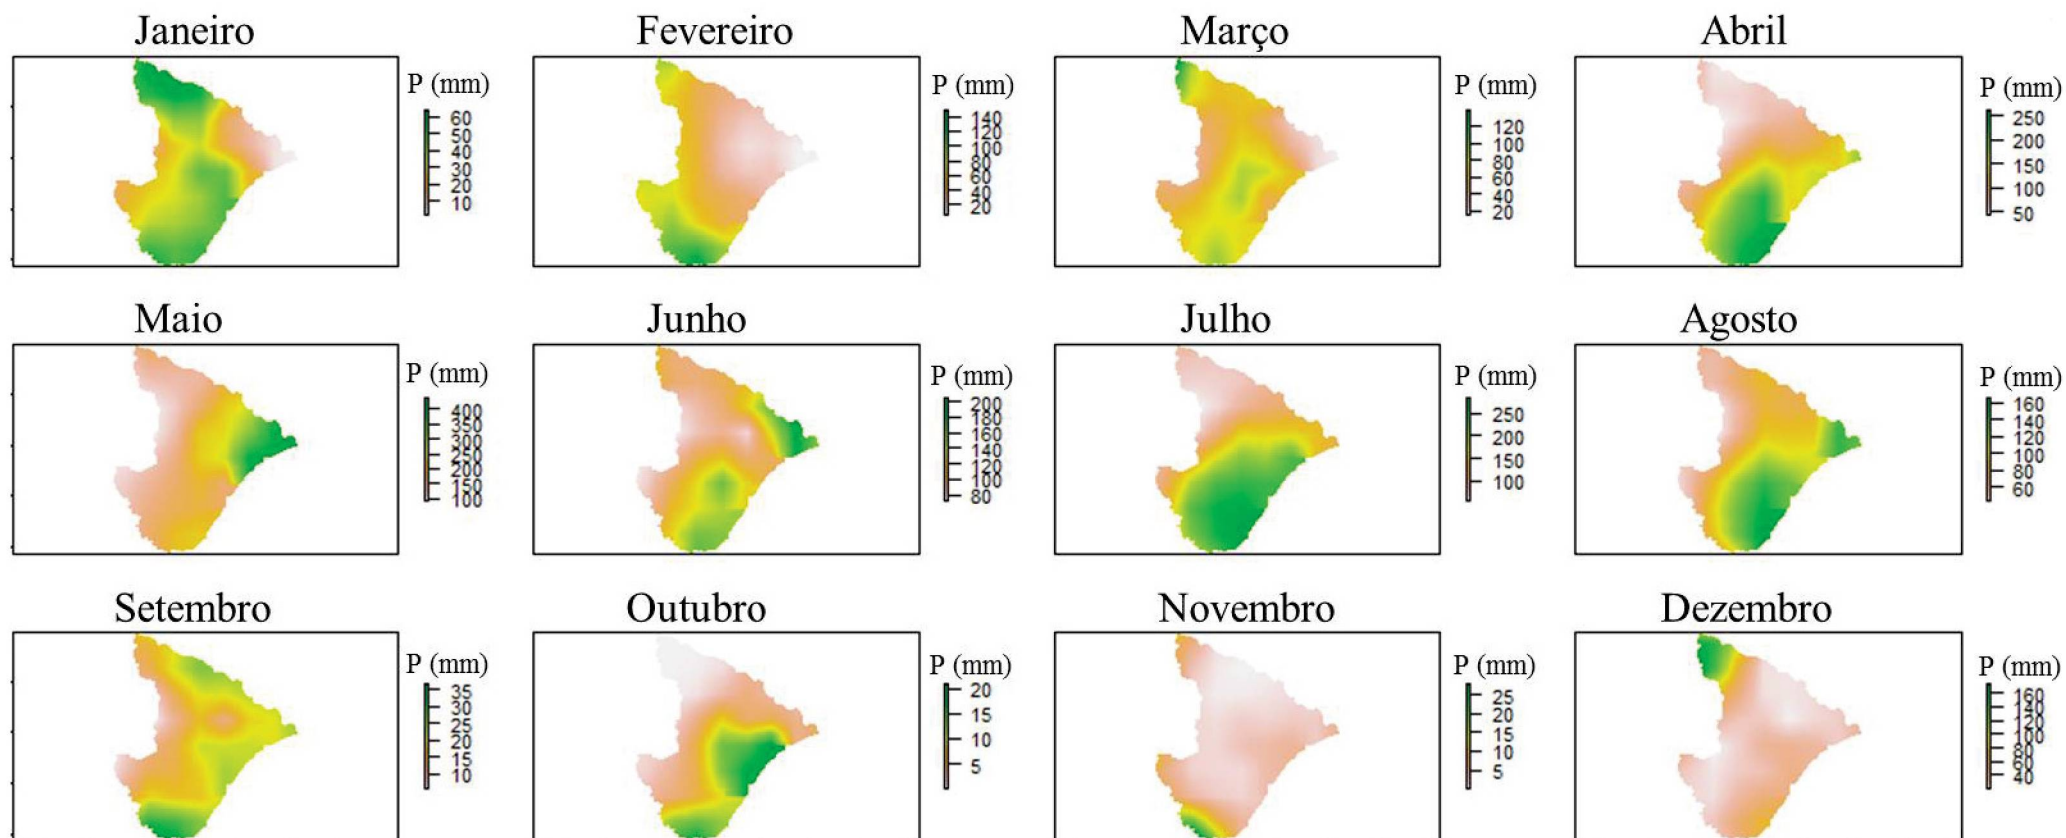 Janeiro
P (mm)
60
50
40
30
20
10
Fevereiro
P (mm)
140
120
100
80
60
40
20
Março
P (mm)
120
100
80
60
40
20
Abril
P (mm)
250
200
150
100
50
Maio
P (mm)
400
350
300
250
200
150
100
Junho
P (mm)
200
180
160
140
120
100
80
Julho
P (mm)
250
200
150
100
Agosto
P (mm)
160
140
120
100
80
60
Setembro
P (mm)
35
30
25
20
15
10
Outubro
P (mm)
20
15
10
5
Novembro
P (mm)
25
20
15
10
5
Dezembro
P (mm)
160
140
120
100
80
60
40